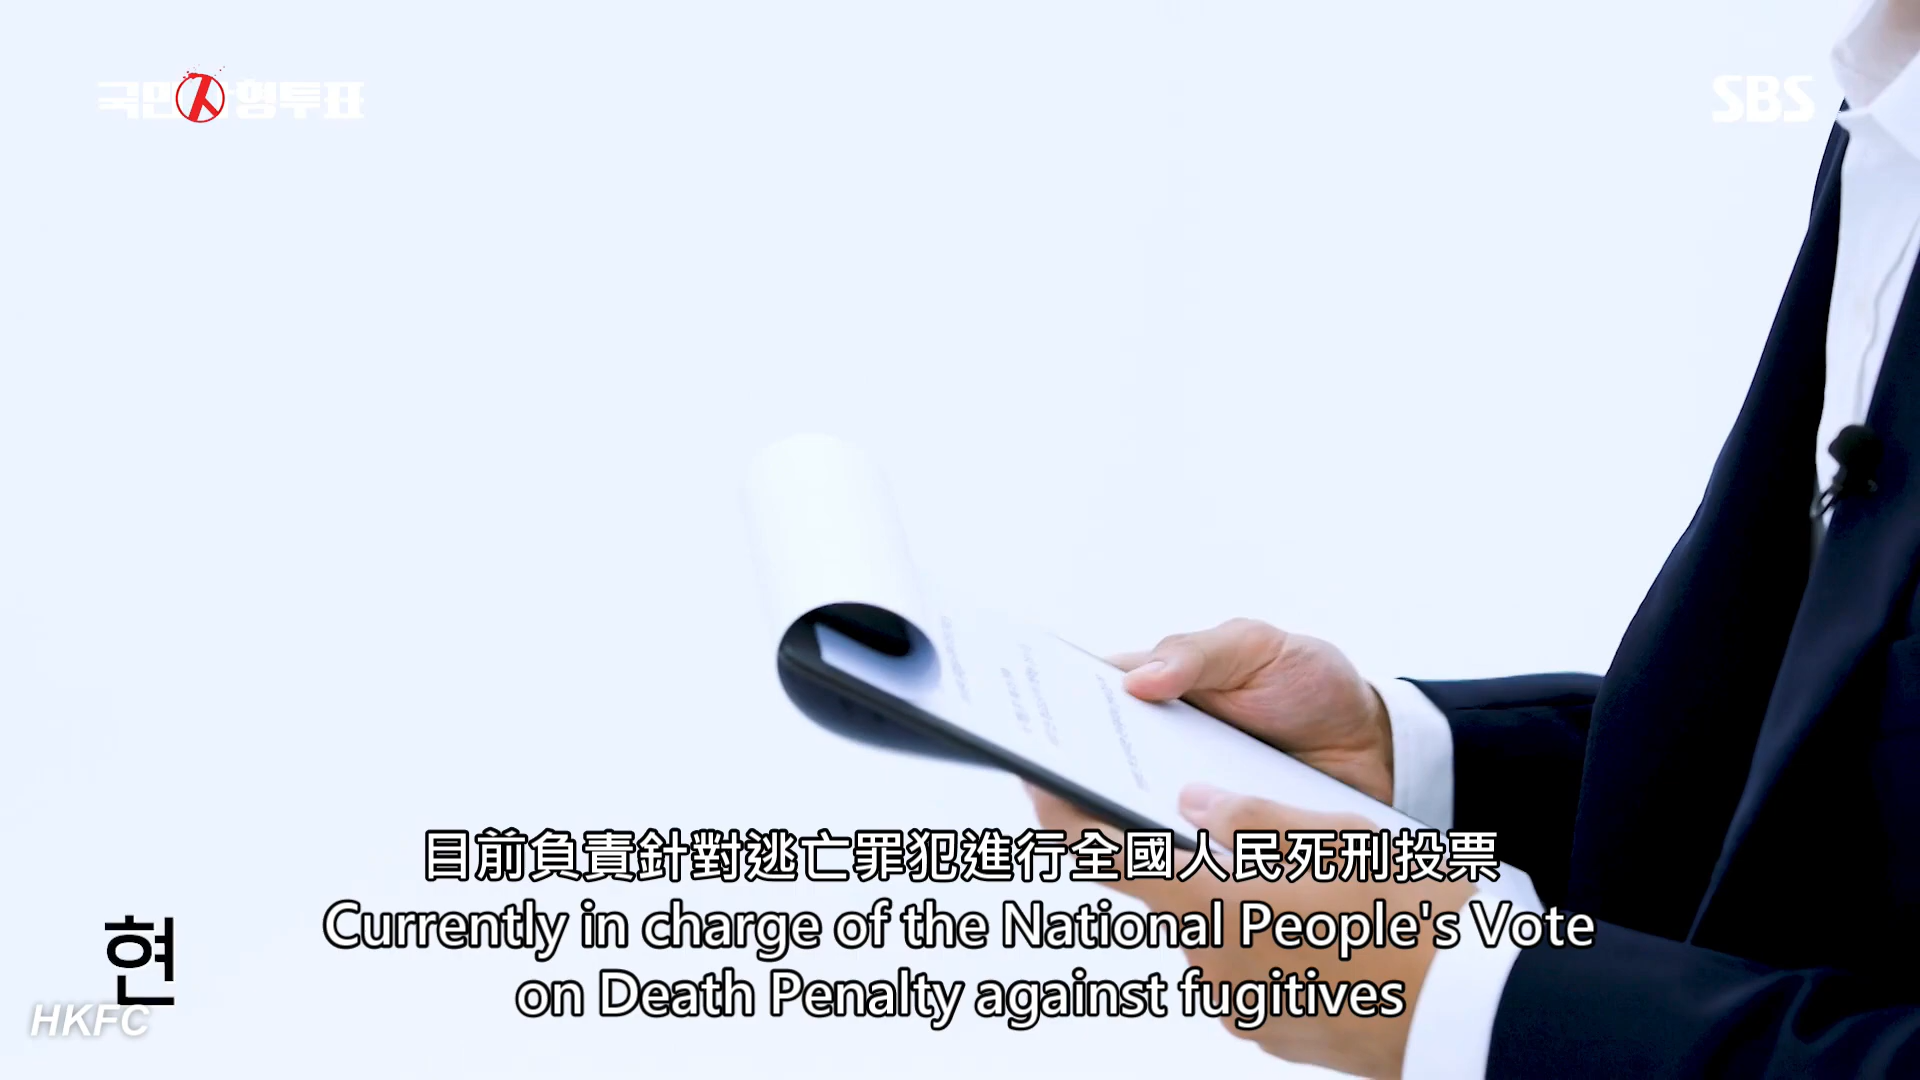 국민사형투표
SBS
目前負責針對逃亡罪犯進行全國人民死刑投票
Currently in charge of the National People's Vote
on Death Penalty against fugitives
현
HKFC